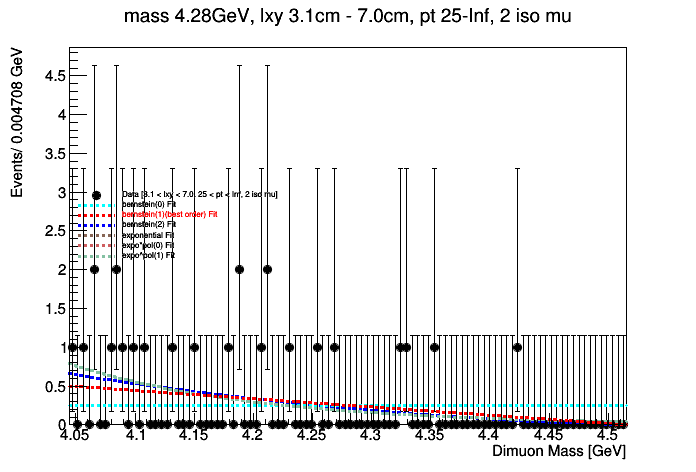 mass 4.28GeV, lxy 3.1cm - 7.0cm, pt 25-Inf, 2 iso mu
Events/ 0.004708 GeV
4.5
4
3.5
3
2.5
2
1.5
1
0.5
0
Data [3.1 < lxy < 7.0, 25 < pt < Inf, 2 iso mu]
bernstein(0) Fit
bernstein(1)(best order) Fit
bernstein(2) Fit
exponential Fit
expo*pol(0) Fit
expo*pol(1) Fit
4.05 4.1 4.15 4.2 4.25 4.3 4.35 4.4 4.45 4.5
Dimuon Mass [GeV]